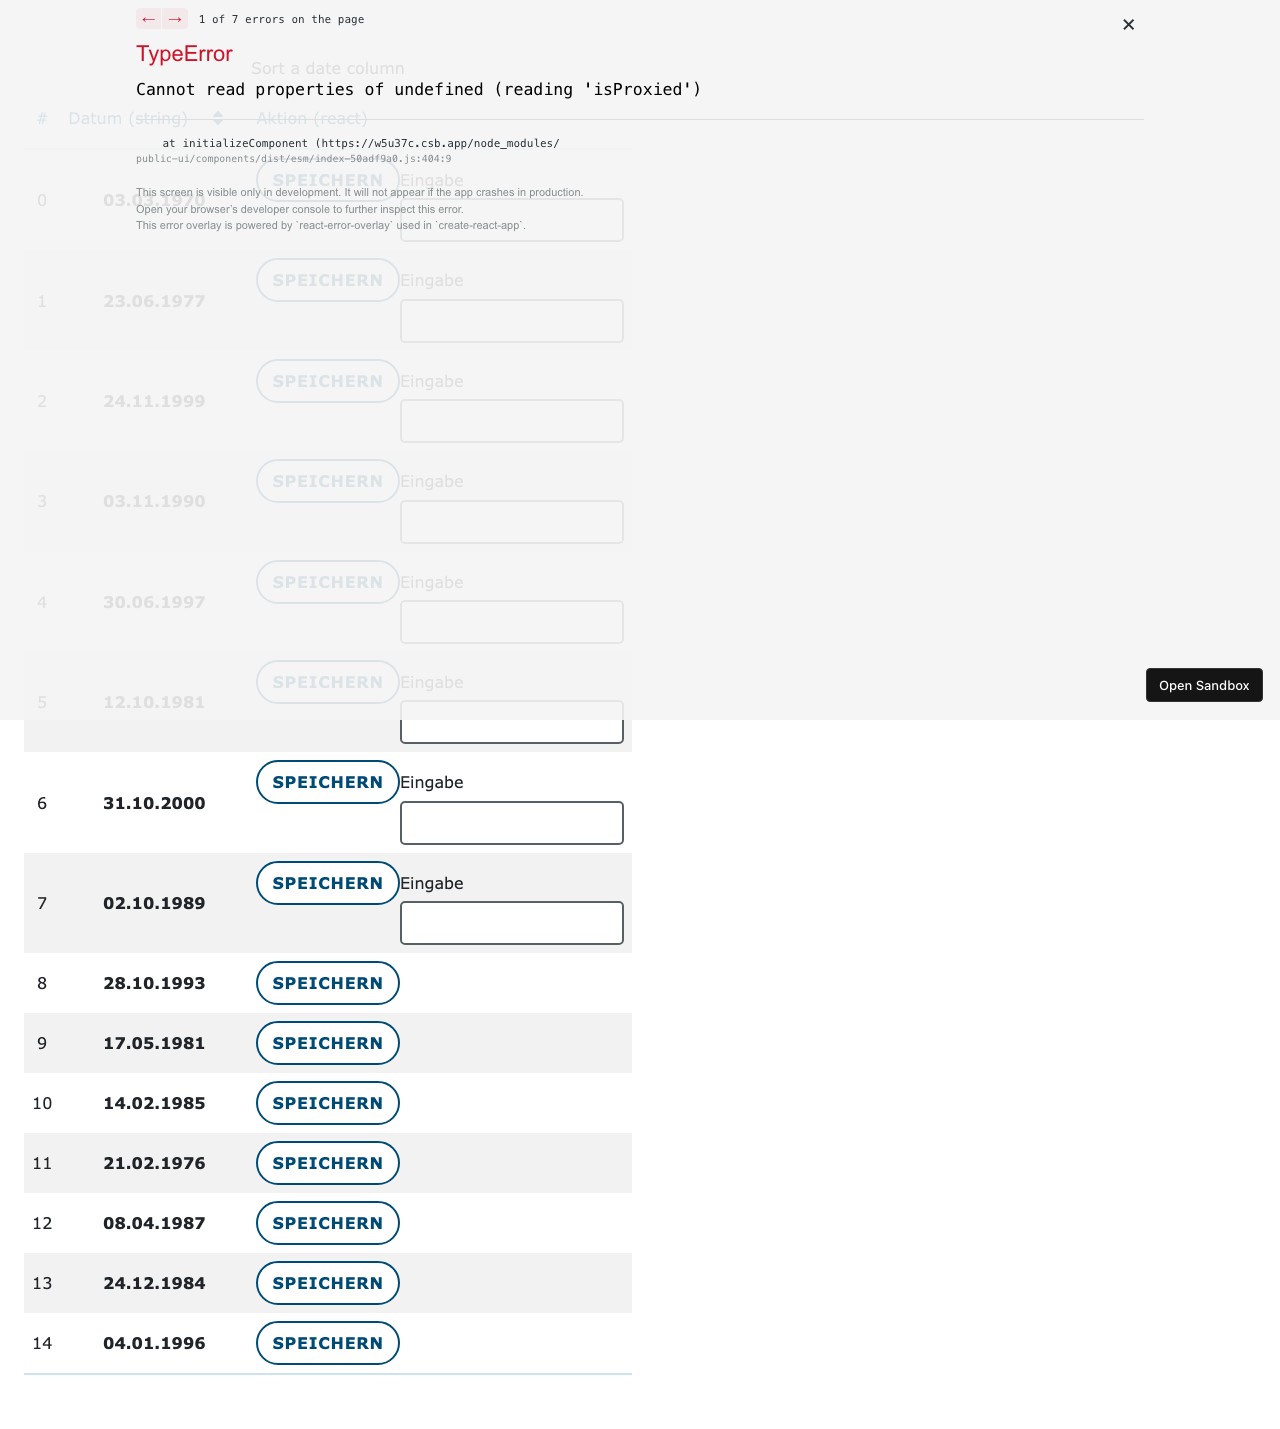 ← → 1 of 7 errors on the page ×
TypeError
Sort a date column
Cannot read properties of undefined (reading 'isProxied')
# Datum (string) Aktion (react)
at initializeComponent (https://w5u37c.csb.app/node_modules/
public-ui/components/dist/esm/index-50adf9a0.js:404:9
0 03.03.1970 SPEICHERN Eingabe
This screen is visible only in development. It will not appear if the app crashes in production.
Open your browser’s developer console to further inspect this error.
This error overlay is powered by `react-error-overlay` used in `create-react-app`.
1 23.06.1977 SPEICHERN Eingabe
2 24.11.1999 SPEICHERN Eingabe
3 03.11.1990 SPEICHERN Eingabe
4 30.06.1997 SPEICHERN Eingabe
5 12.10.1981 SPEICHERN Eingabe
Open Sandbox
6 31.10.2000 SPEICHERN Eingabe
7 02.10.1989 SPEICHERN Eingabe
8 28.10.1993 SPEICHERN
9 17.05.1981 SPEICHERN
10 14.02.1985 SPEICHERN
11 21.02.1976 SPEICHERN
12 08.04.1987 SPEICHERN
13 24.12.1984 SPEICHERN
14 04.01.1996 SPEICHERN